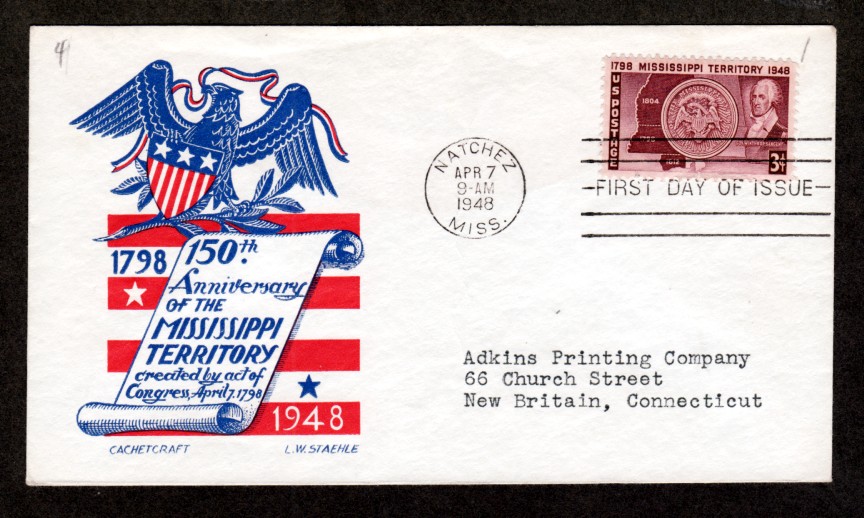 4
1
1798 MISSISSIPPI TERRITORY 1948
U S POSTAGE
1804
1798
1812
3¢
NATCHEZ
APR 7
9-AM
1948
MISS.
FIRST DAY OF ISSUE
1798
150th
Anniversary
OF THE
MISSISSIPPI
TERRITORY
created by act of
Congress, April 7, 1798
1948
CACHETCRAFT L.W. STAEHLE
Adkins Printing Company
66 Church Street
New Britain, Connecticut